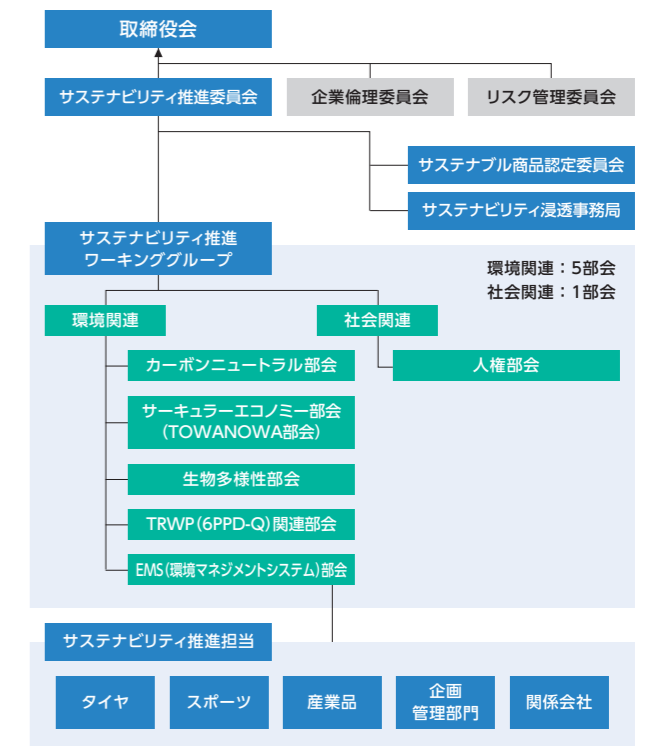 取締役会
サステナビリティ推進委員会
企業倫理委員会
リスク管理委員会
サステナブル商品認定委員会
サステナビリティ浸透事務局
サステナビリティ推進
ワーキンググループ
環境関連：5部会
社会関連：1部会
環境関連
社会関連
カーボンニュートラル部会
人権部会
サーキュラーエコノミー部会
（TOWANOWA部会）
生物多様性部会
TRWP（6PPD-Q）関連部会
EMS（環境マネジメントシステム）部会
サステナビリティ推進担当
タイヤ
スポーツ
産業品
企画
管理部門
関係会社